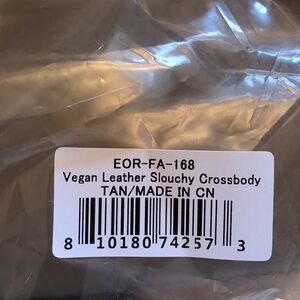 EOR-FA-168
Vegan Leather Slouchy Crossbody
TAN/MADE IN CN
8 10180 74257 3